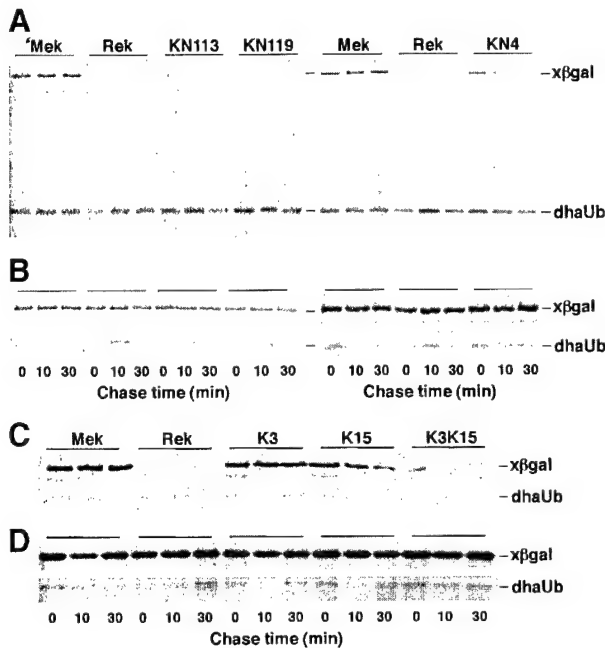 A
Mek Rek KN113 KN119 Mek Rek KN4
xβgal
dhaUb
B
xβgal
dhaUb
0 10 30 0 10 30 0 10 30 0 10 30 0 10 30 0 10 30 0 10 30
Chase time (min) Chase time (min)
C
Mek Rek K3 K15 K3K15
xβgal
dhaUb
D
xβgal
dhaUb
0 10 30 0 10 30 0 10 30 0 10 30 0 10 30
Chase time (min)